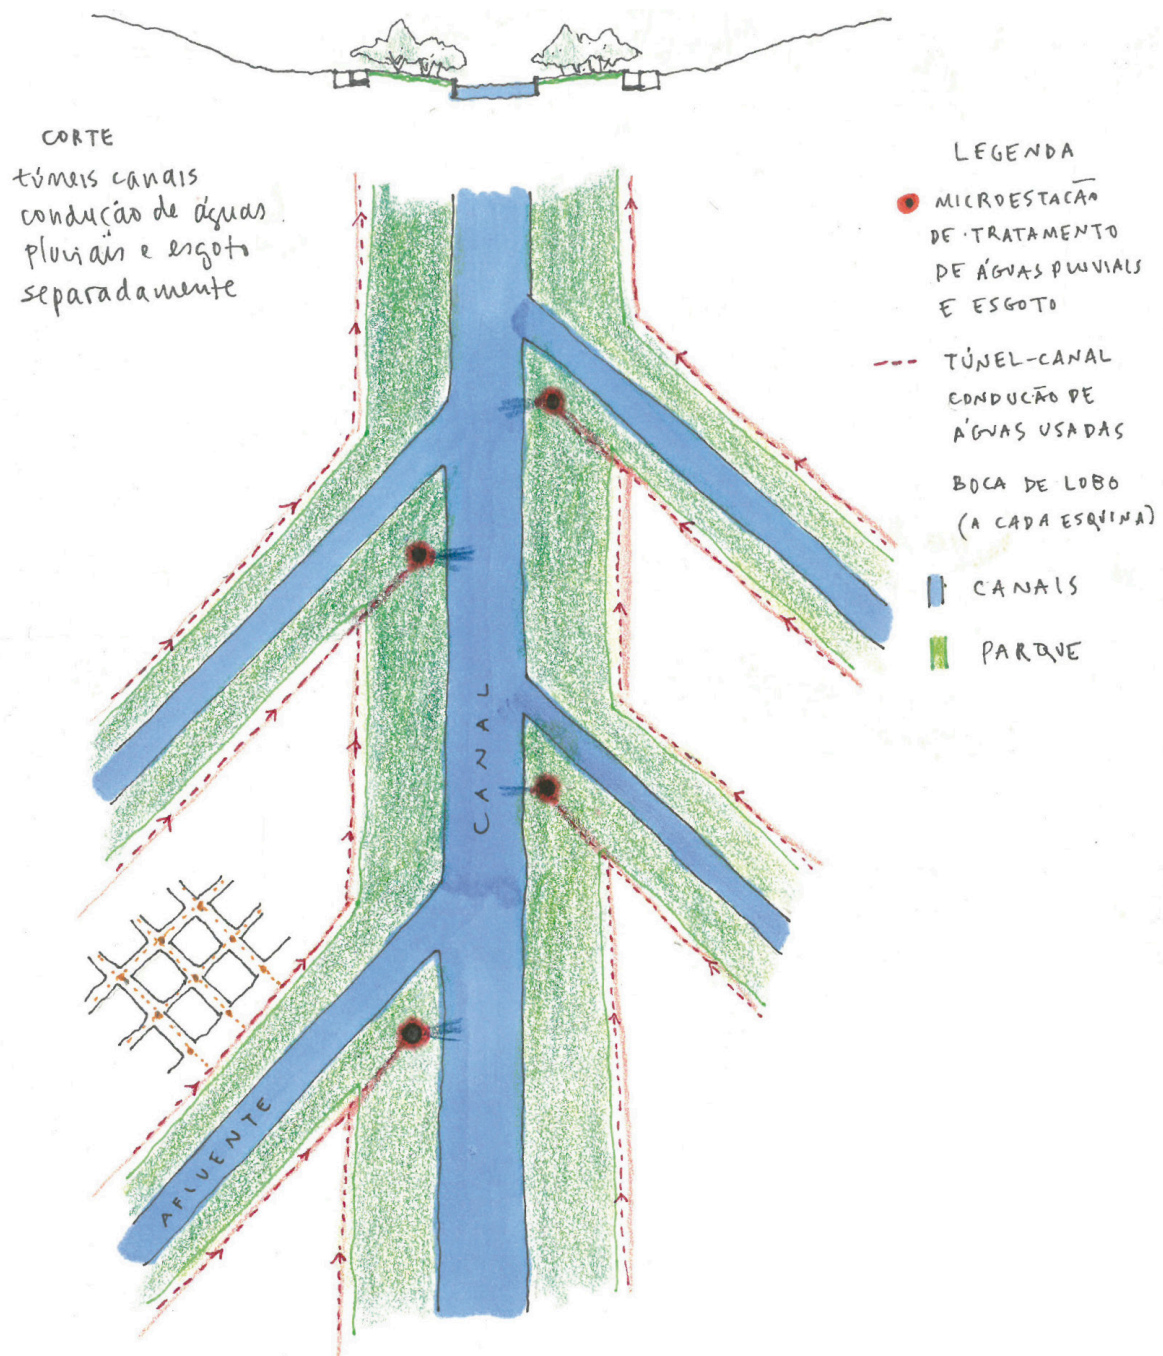 CORTE
túneis canais
condução de águas
pluviais e esgoto
separadamente
LEGENDA
MICROESTAÇÃO
DE TRATAMENTO
DE ÁGUAS PLUVIAIS
E ESGOTO
TÚNEL-CANAL
CONDUÇÃO DE
ÁGUAS USADAS
BOCA DE LOBO
(A CADA ESQUINA)
CANAIS
PARQUE
CANAL
AFLUENTE